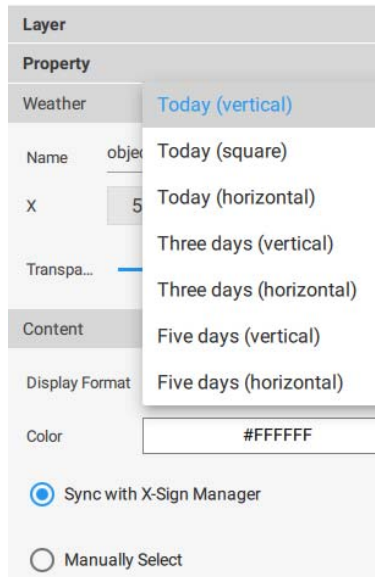 Layer
Property
Weather
Today (vertical)
Today (square)
Name
Today (horizontal)
X
5
Three days (vertical)
Transpa...
Three days (horizontal)
Content
Five days (vertical)
Display Format
Five days (horizontal)
Color
#FFFFFF
Sync with X-Sign Manager
Manually Select